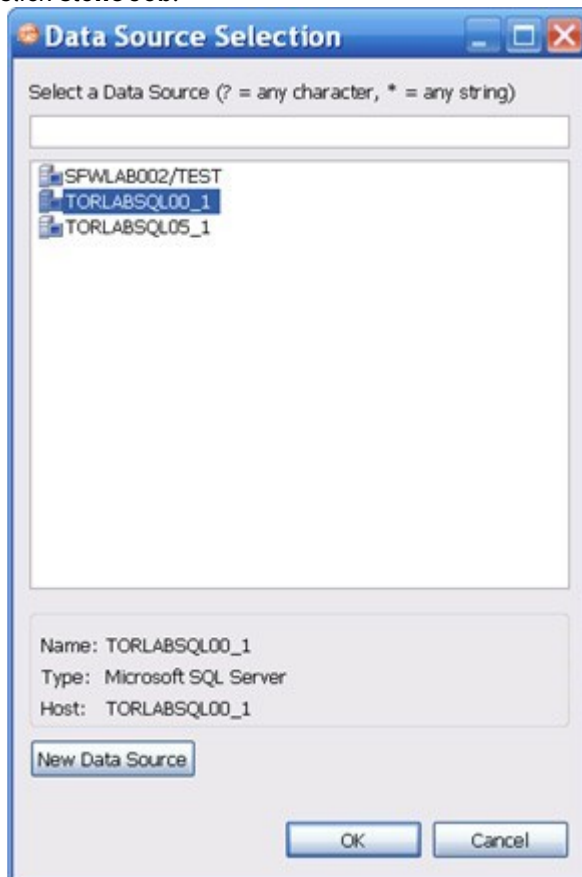 Data Source Selection
Select a Data Source (? = any character, * = any string)
SFWLAB002/TEST
TORLABSQL00_1
TORLABSQL05_1
Name: TORLABSQL00_1
Type: Microsoft SQL Server
Host: TORLABSQL00_1
New Data Source
OK Cancel